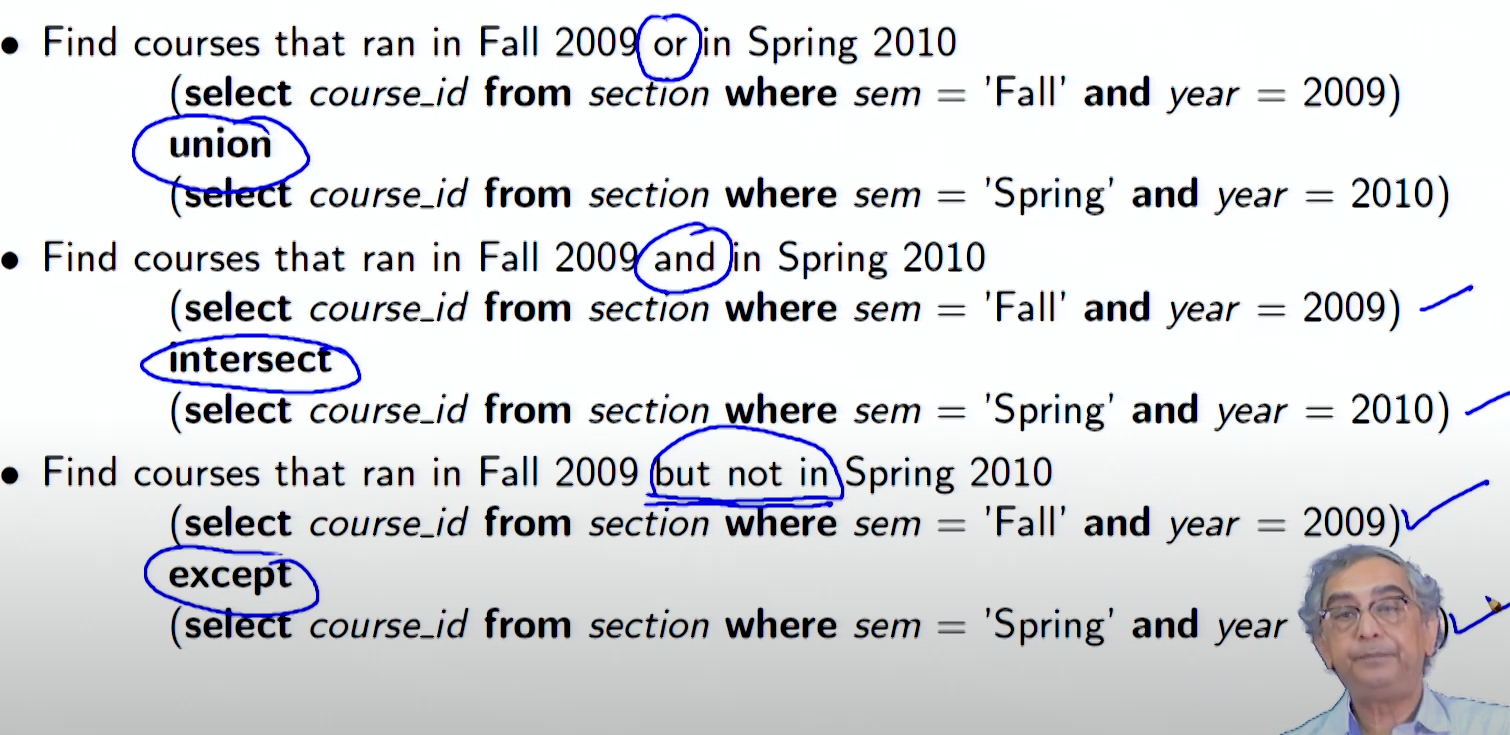 • Find courses that ran in Fall 2009 or in Spring 2010
(select course_id from section where sem = 'Fall' and year = 2009)
union
(select course_id from section where sem = 'Spring' and year = 2010)
• Find courses that ran in Fall 2009 and in Spring 2010
(select course_id from section where sem = 'Fall' and year = 2009)
intersect
(select course_id from section where sem = 'Spring' and year = 2010)
• Find courses that ran in Fall 2009 but not in Spring 2010
(select course_id from section where sem = 'Fall' and year = 2009)
except
(select course_id from section where sem = 'Spring' and year )